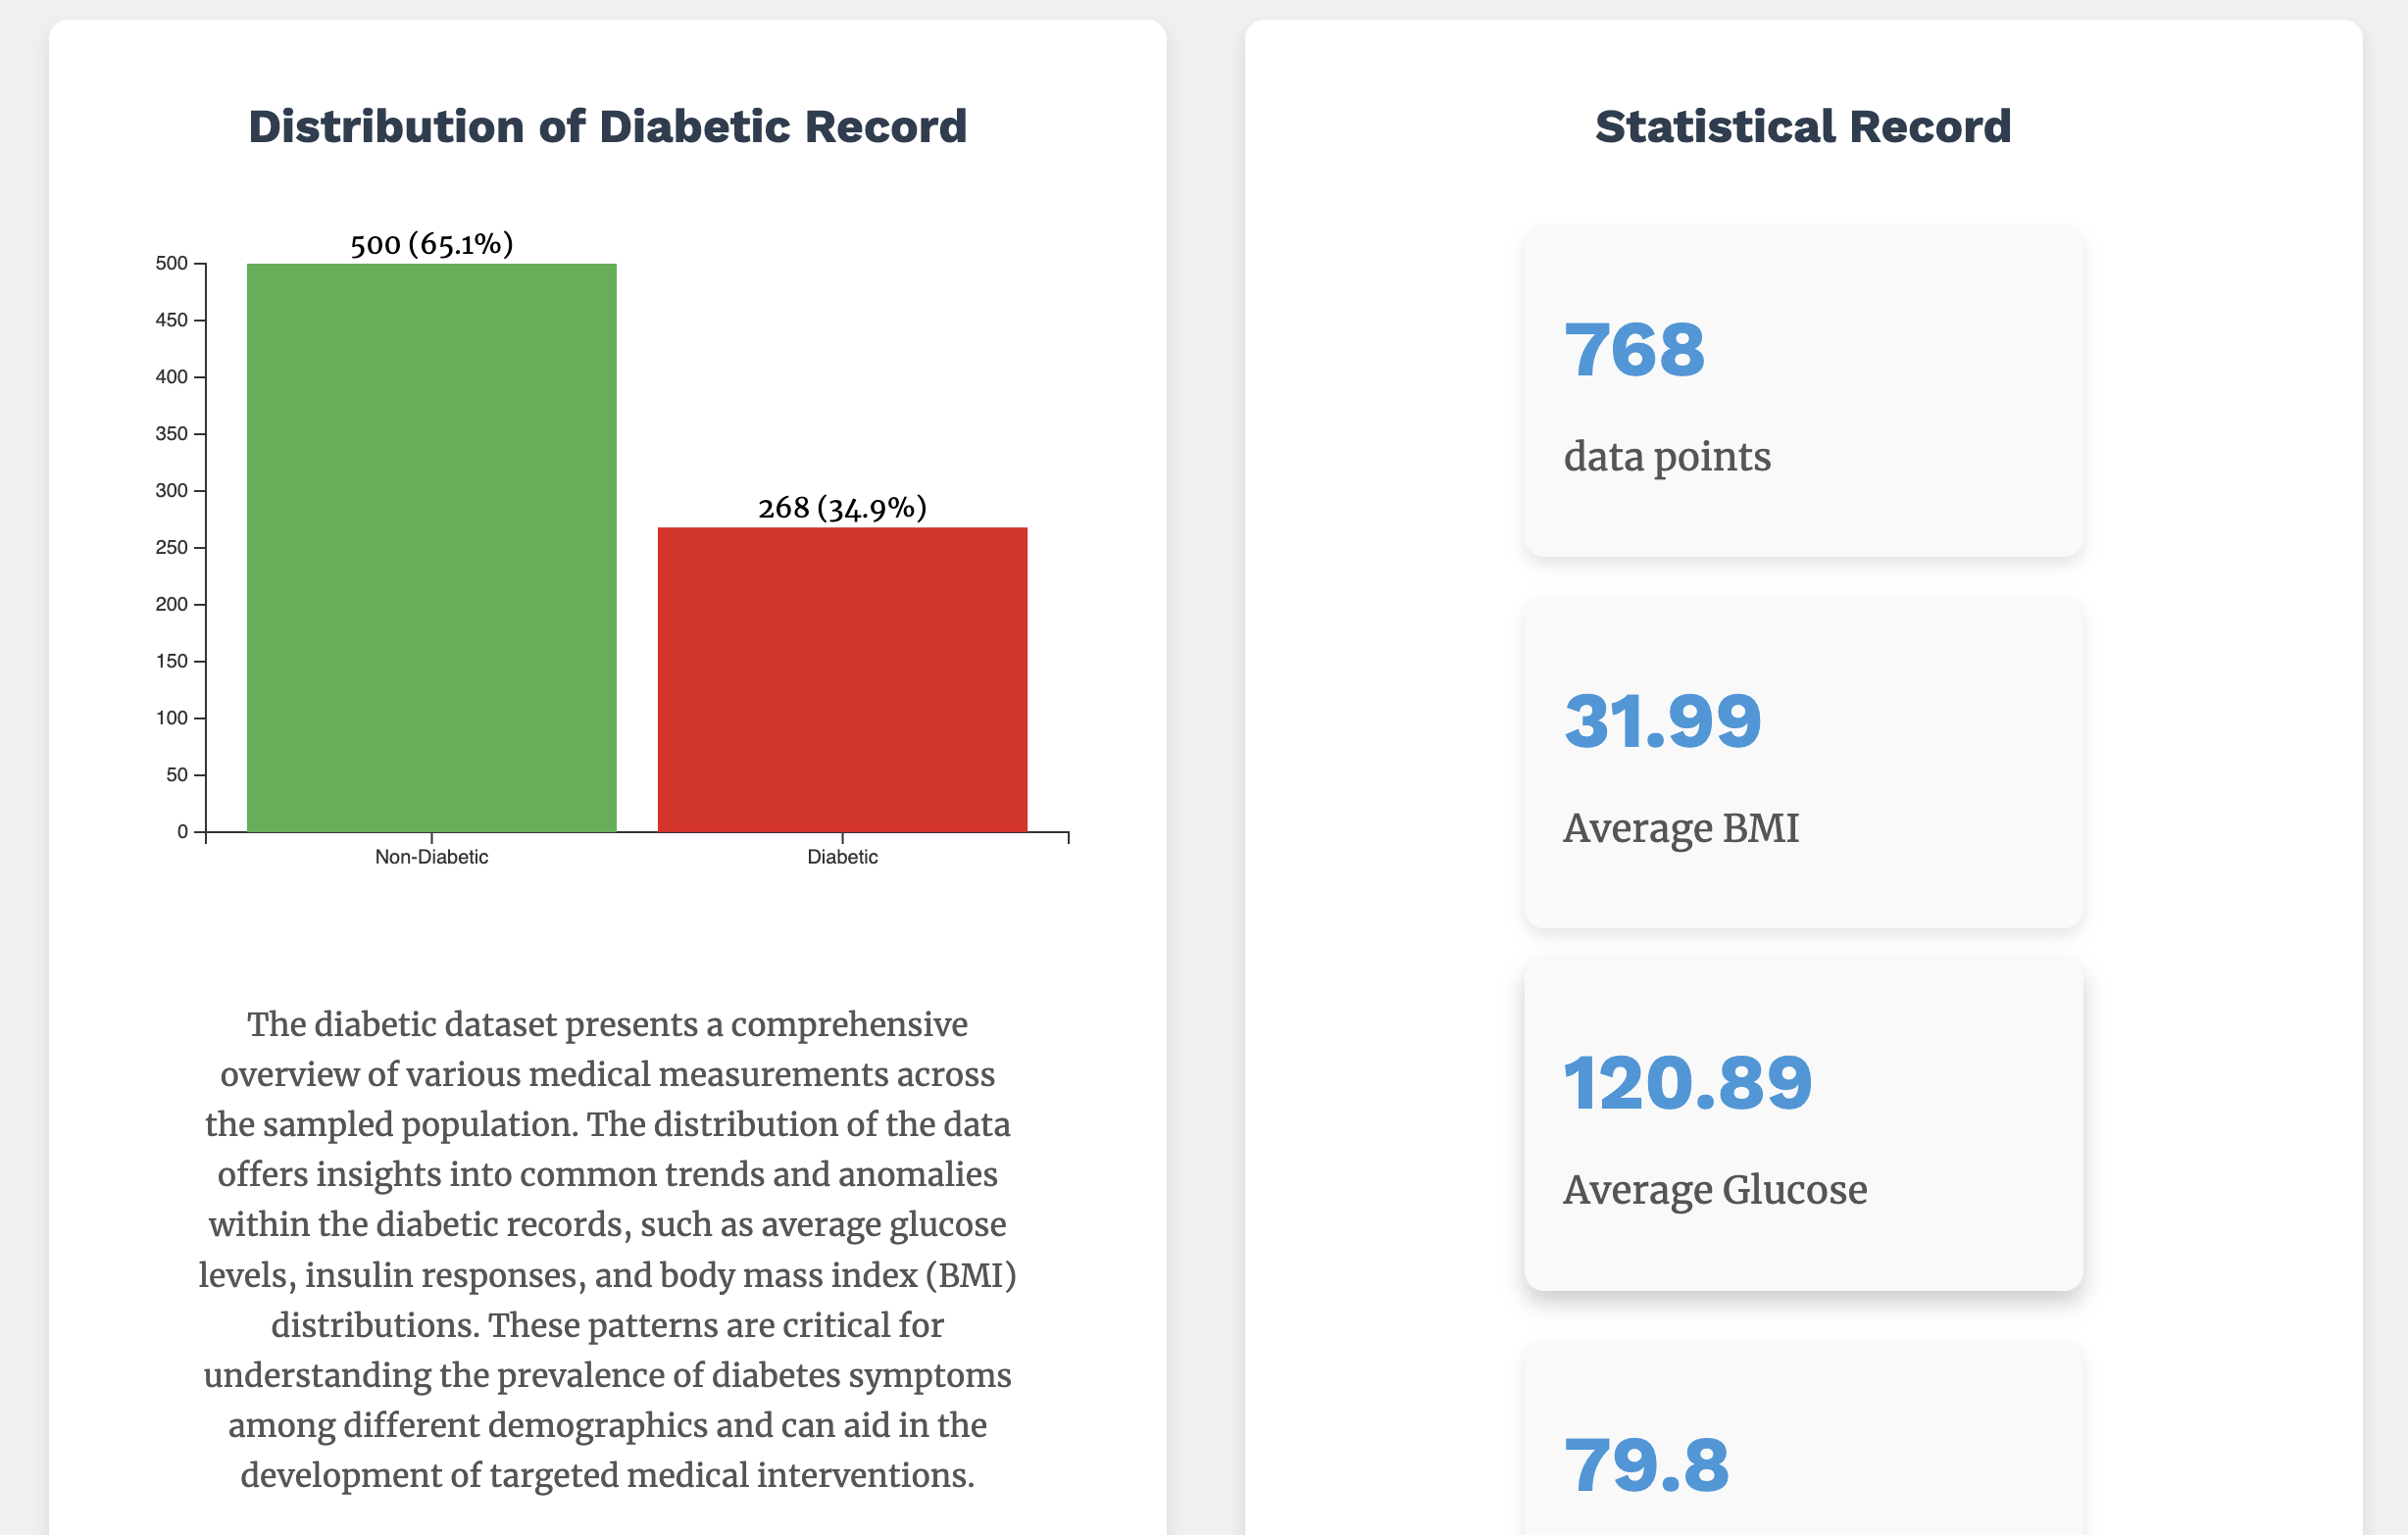 Distribution of Diabetic Record
500 (65.1%)
500
450
400
350
300
250
200
150
100
50
0
268 (34.9%)
Non-Diabetic
Diabetic
The diabetic dataset presents a comprehensive
overview of various medical measurements across
the sampled population. The distribution of the data
offers insights into common trends and anomalies
within the diabetic records, such as average glucose
levels, insulin responses, and body mass index (BMI)
distributions. These patterns are critical for
understanding the prevalence of diabetes symptoms
among different demographics and can aid in the
development of targeted medical interventions.
Statistical Record
768
data points
31.99
Average BMI
120.89
Average Glucose
79.8